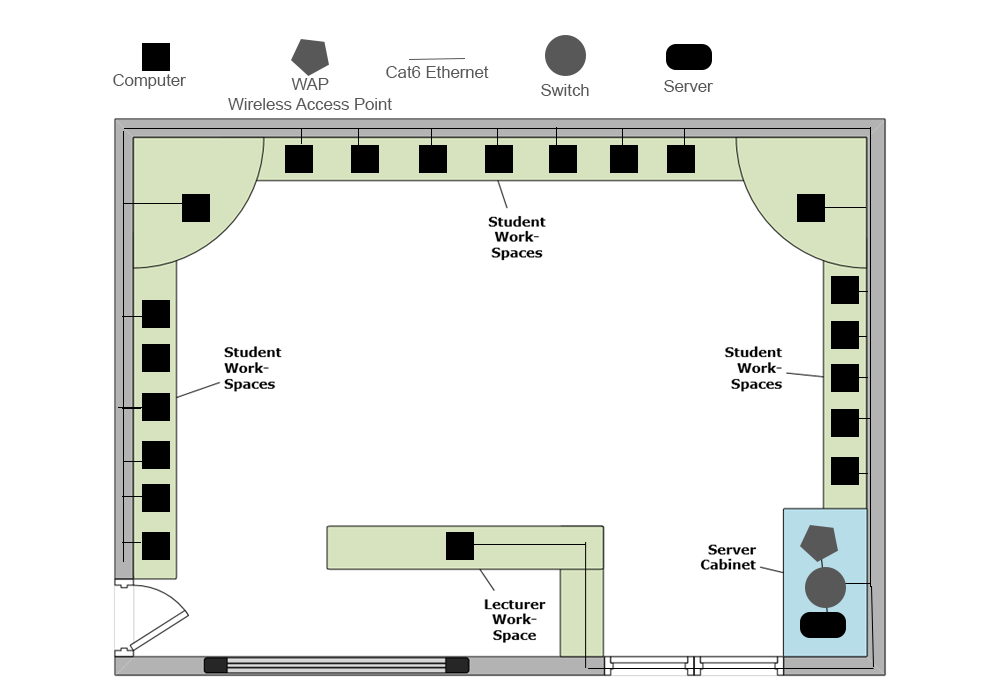 Computer
WAP
Wireless Access Point
Cat6 Ethernet
Switch
Server
Student
Work-
Spaces
Student
Work-
Spaces
Student
Work-
Spaces
Server
Cabinet
Lecturer
Work-
Space